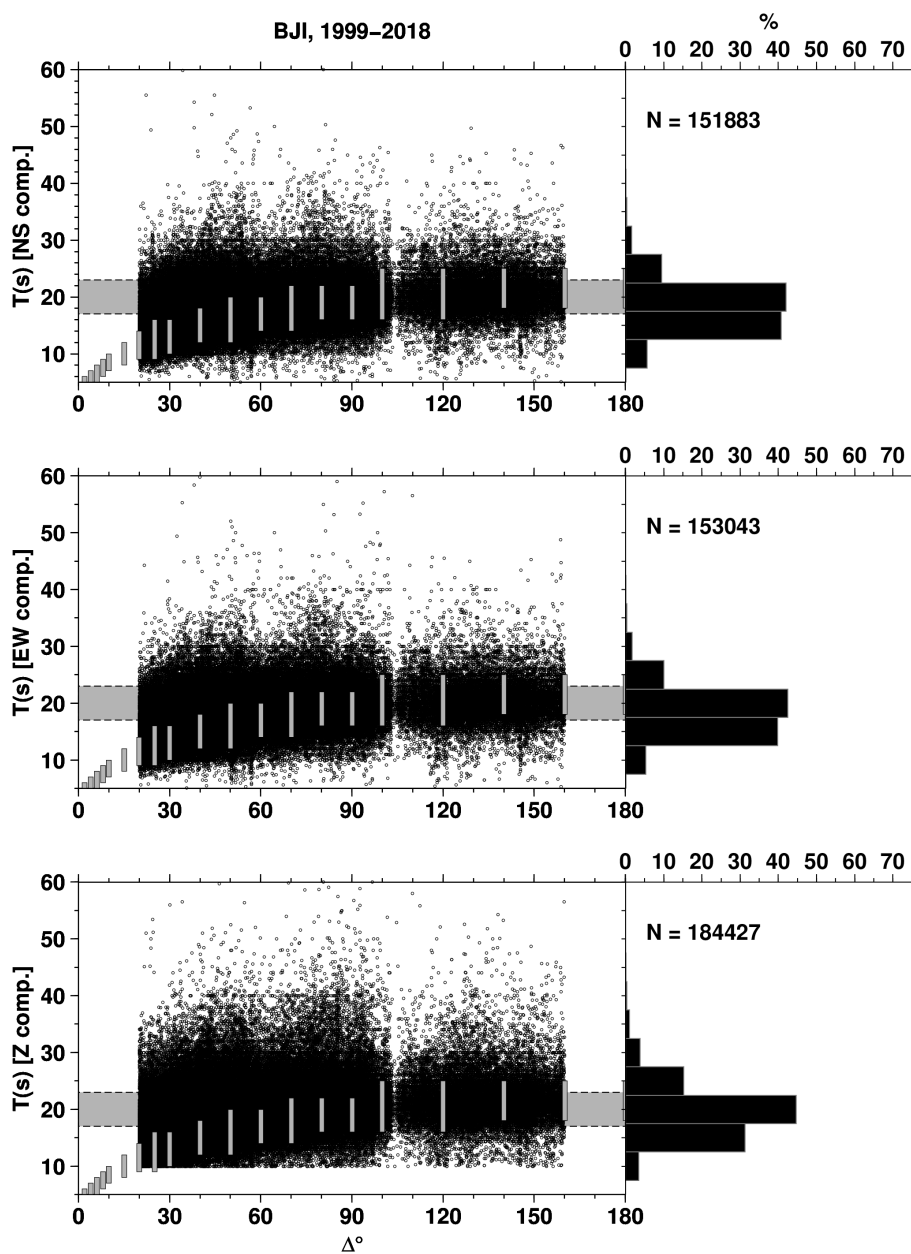 BJI, 1999−2018
%
0 10 20 30 40 50 60 70
60
50
40
30
20
10
T(s) [NS comp.]
N = 151883
0 30 60 90 120 150 180
0 10 20 30 40 50 60 70
60
50
40
30
20
10
T(s) [EW comp.]
N = 153043
0 30 60 90 120 150 180
0 10 20 30 40 50 60 70
60
50
40
30
20
10
T(s) [Z comp.]
N = 184427
0 30 60 90 120 150 180
Δ°